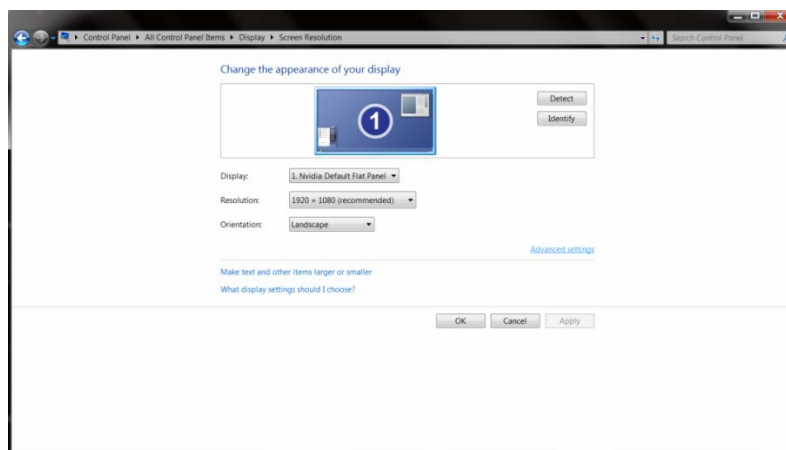 Control Panel ▸ All Control Panel Items ▸ Display ▸ Screen Resolution
Search Control Panel
Change the appearance of your display
1
Detect
Identify
Display: 1. Nvidia Default Flat Panel
Resolution: 1920 × 1080 (recommended)
Orientation: Landscape
Advanced settings
Make text and other items larger or smaller
What display settings should I choose?
OK Cancel Apply